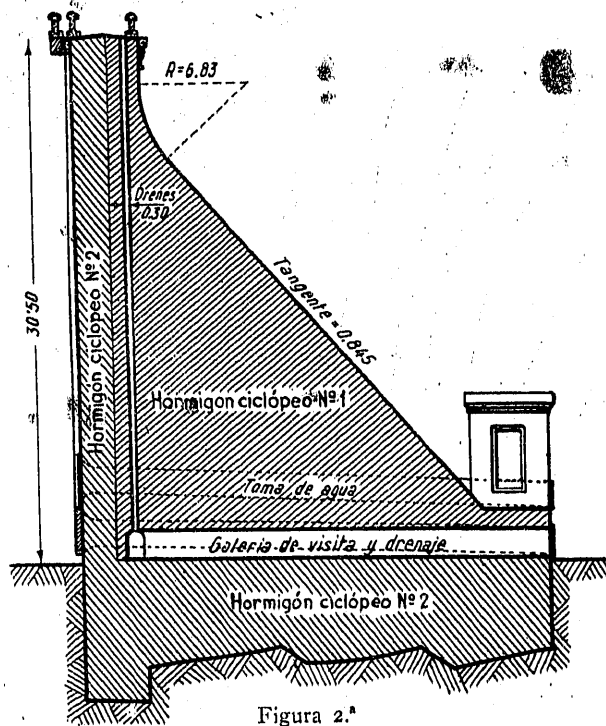 R=6,83
Drenes
0.30
Tangente = 0.845
30'50
Hormigón ciclópeo Nº 2
Hormigon ciclópeo Nº 1
Toma de agua
Galeria de visita y drenaje
Hormigón ciclópeo Nº 2
Figura 2.ª